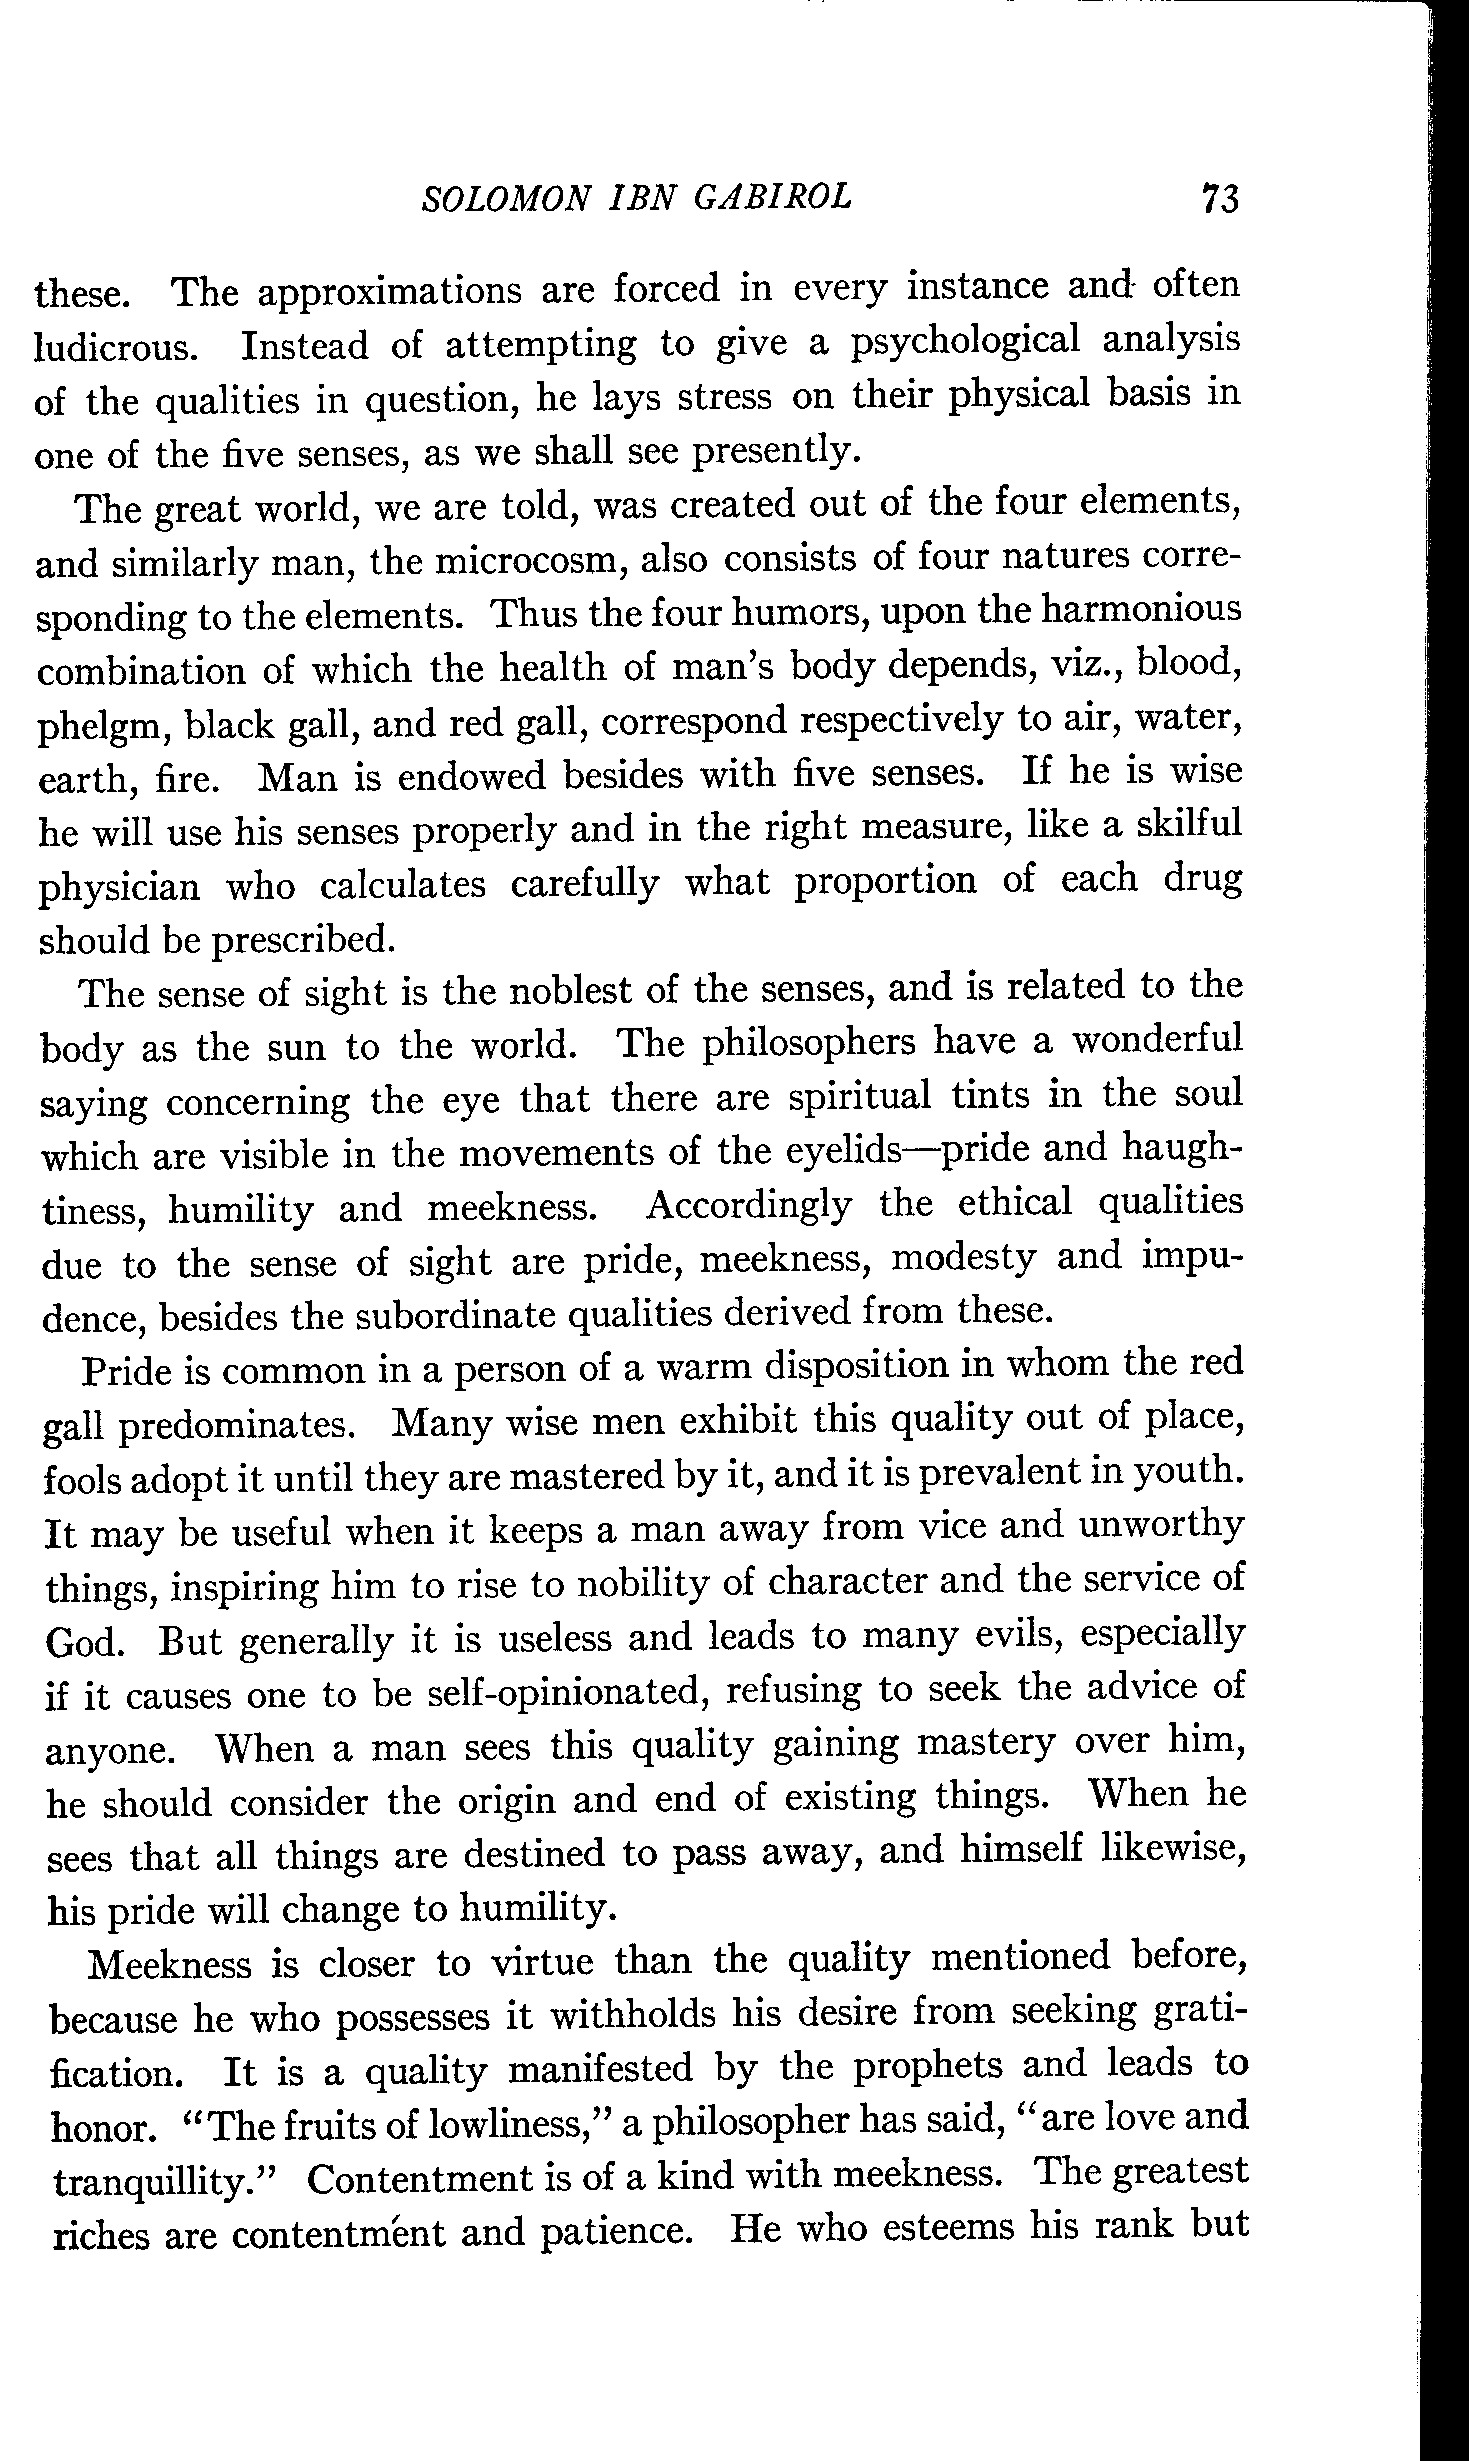 SOLOMON IBN GABIROL 73
these. The approximations are forced in every instance and often
ludicrous. Instead of attempting to give a psychological analysis
of the qualities in question, he lays stress on their physical basis in
one of the five senses, as we shall see presently.
The great world, we are told, was created out of the four elements,
and similarly man, the microcosm, also consists of four natures corre-
sponding to the elements. Thus the four humors, upon the harmonious
combination of which the health of man's body depends, viz., blood,
phelgm, black gall, and red gall, correspond respectively to air, water,
earth, fire. Man is endowed besides with five senses. If he is wise
he will use his senses properly and in the right measure, like a skilful
physician who calculates carefully what proportion of each drug
should be prescribed.
The sense of sight is the noblest of the senses, and is related to the
body as the sun to the world. The philosophers have a wonderful
saying concerning the eye that there are spiritual tints in the soul
which are visible in the movements of the eyelids—pride and haugh-
tiness, humility and meekness. Accordingly the ethical qualities
due to the sense of sight are pride, meekness, modesty and impu-
dence, besides the subordinate qualities derived from these.
Pride is common in a person of a warm disposition in whom the red
gall predominates. Many wise men exhibit this quality out of place,
fools adopt it until they are mastered by it, and it is prevalent in youth.
It may be useful when it keeps a man away from vice and unworthy
things, inspiring him to rise to nobility of character and the service of
God. But generally it is useless and leads to many evils, especially
if it causes one to be self-opinionated, refusing to seek the advice of
anyone. When a man sees this quality gaining mastery over him,
he should consider the origin and end of existing things. When he
sees that all things are destined to pass away, and himself likewise,
his pride will change to humility.
Meekness is closer to virtue than the quality mentioned before,
because he who possesses it withholds his desire from seeking grati-
fication. It is a quality manifested by the prophets and leads to
honor. "The fruits of lowliness," a philosopher has said, "are love and
tranquillity." Contentment is of a kind with meekness. The greatest
riches are contentment and patience. He who esteems his rank but